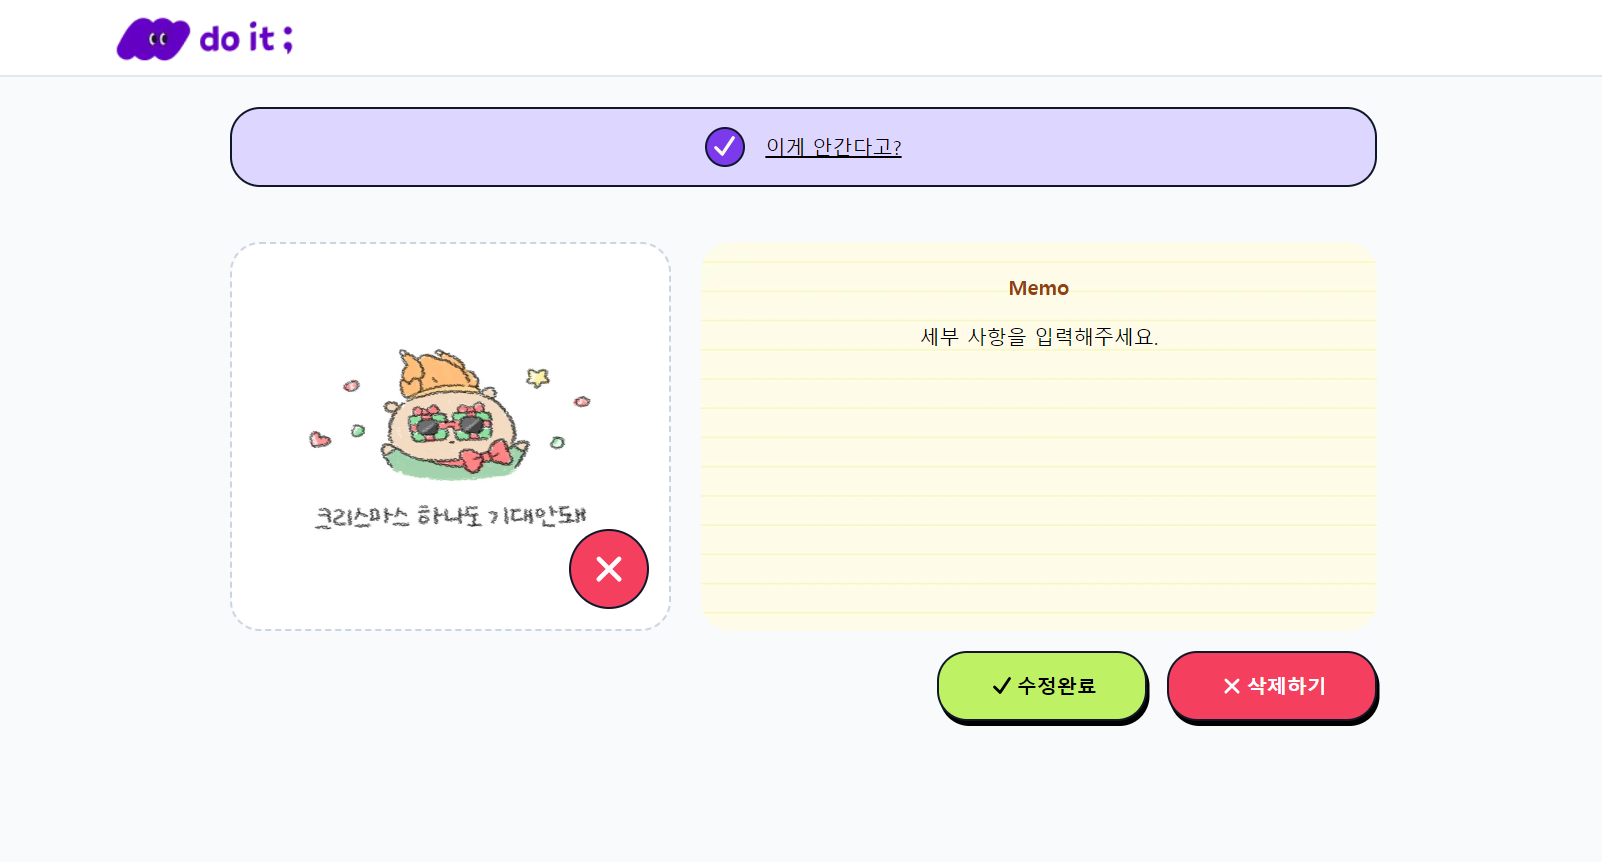 do it ;
이게 안간다고?
크리스마스 하나도 기대안돼
Memo
세부 사항을 입력해주세요.
수정완료
삭제하기